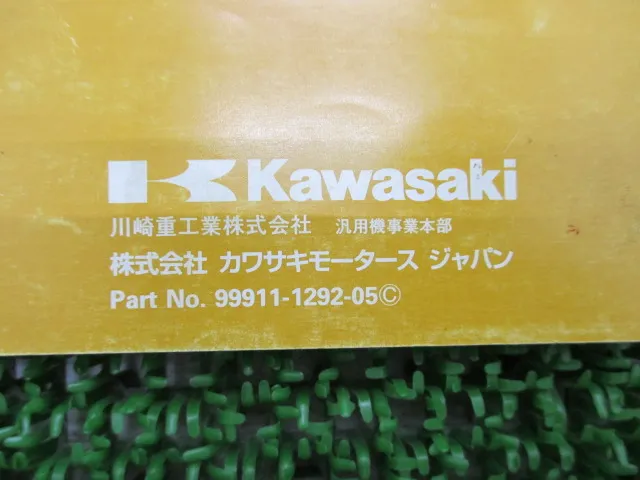 Kawasaki
川崎重工業株式会社 汎用機事業本部
株式会社 カワサキモータース ジャパン
Part No. 99911-1292-05Ⓒ